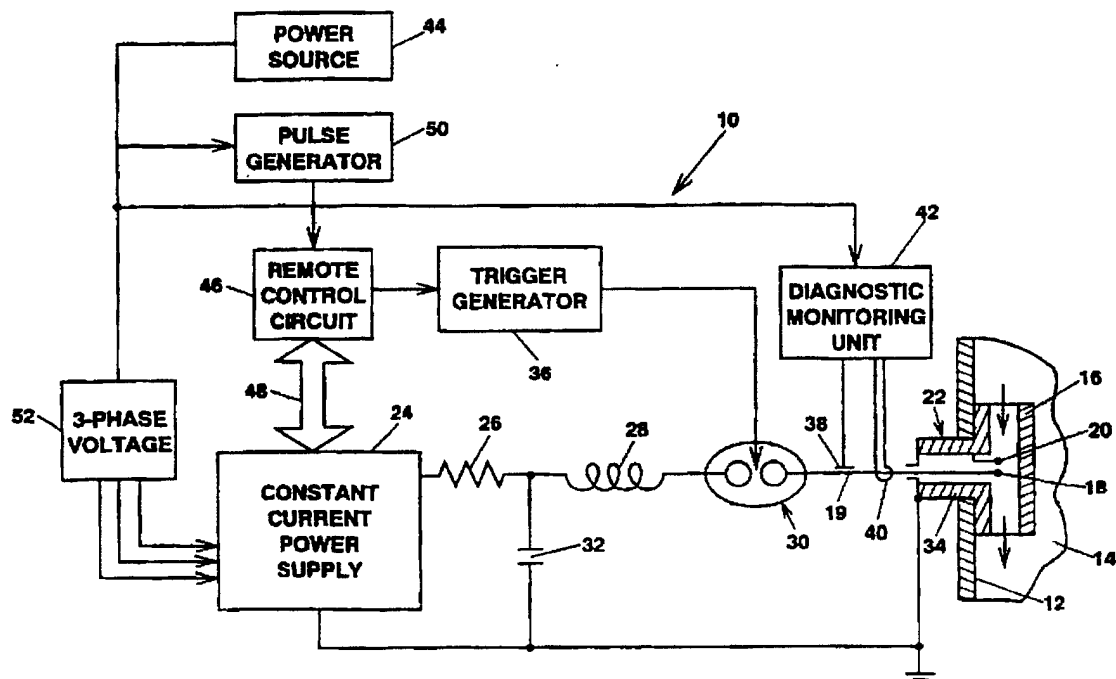 POWER
SOURCE
44
PULSE
GENERATOR
50
10
42
REMOTE
CONTROL
CIRCUIT
46
TRIGGER
GENERATOR
36
DIAGNOSTIC
MONITORING
UNIT
16
22
20
18
48
24
26
28
38
52
3-PHASE
VOLTAGE
CONSTANT
CURRENT
POWER
SUPPLY
32
30
19
40
34
14
12